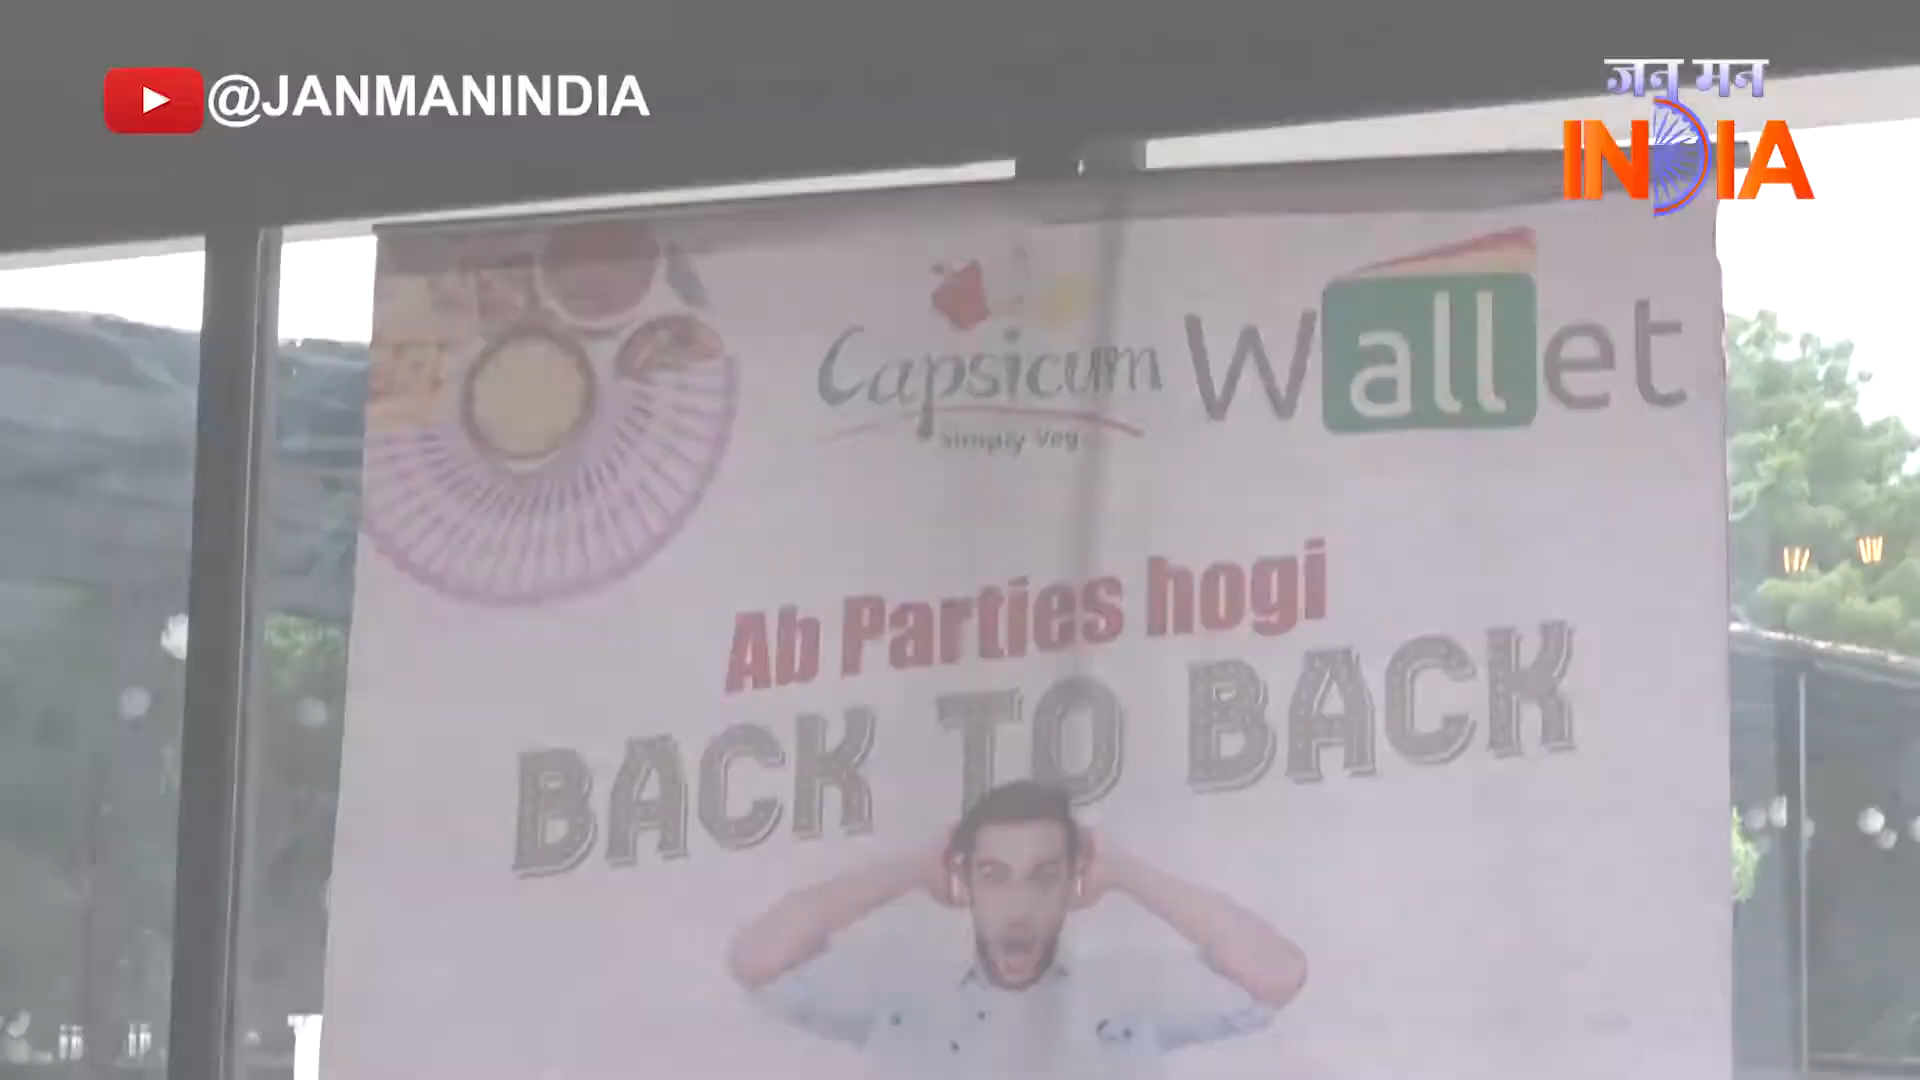 @JANMANINDIA
जन मन
INDIA
Capsicum
Simply Veg
Wallet
Ab Parties hogi
BACK TO BACK